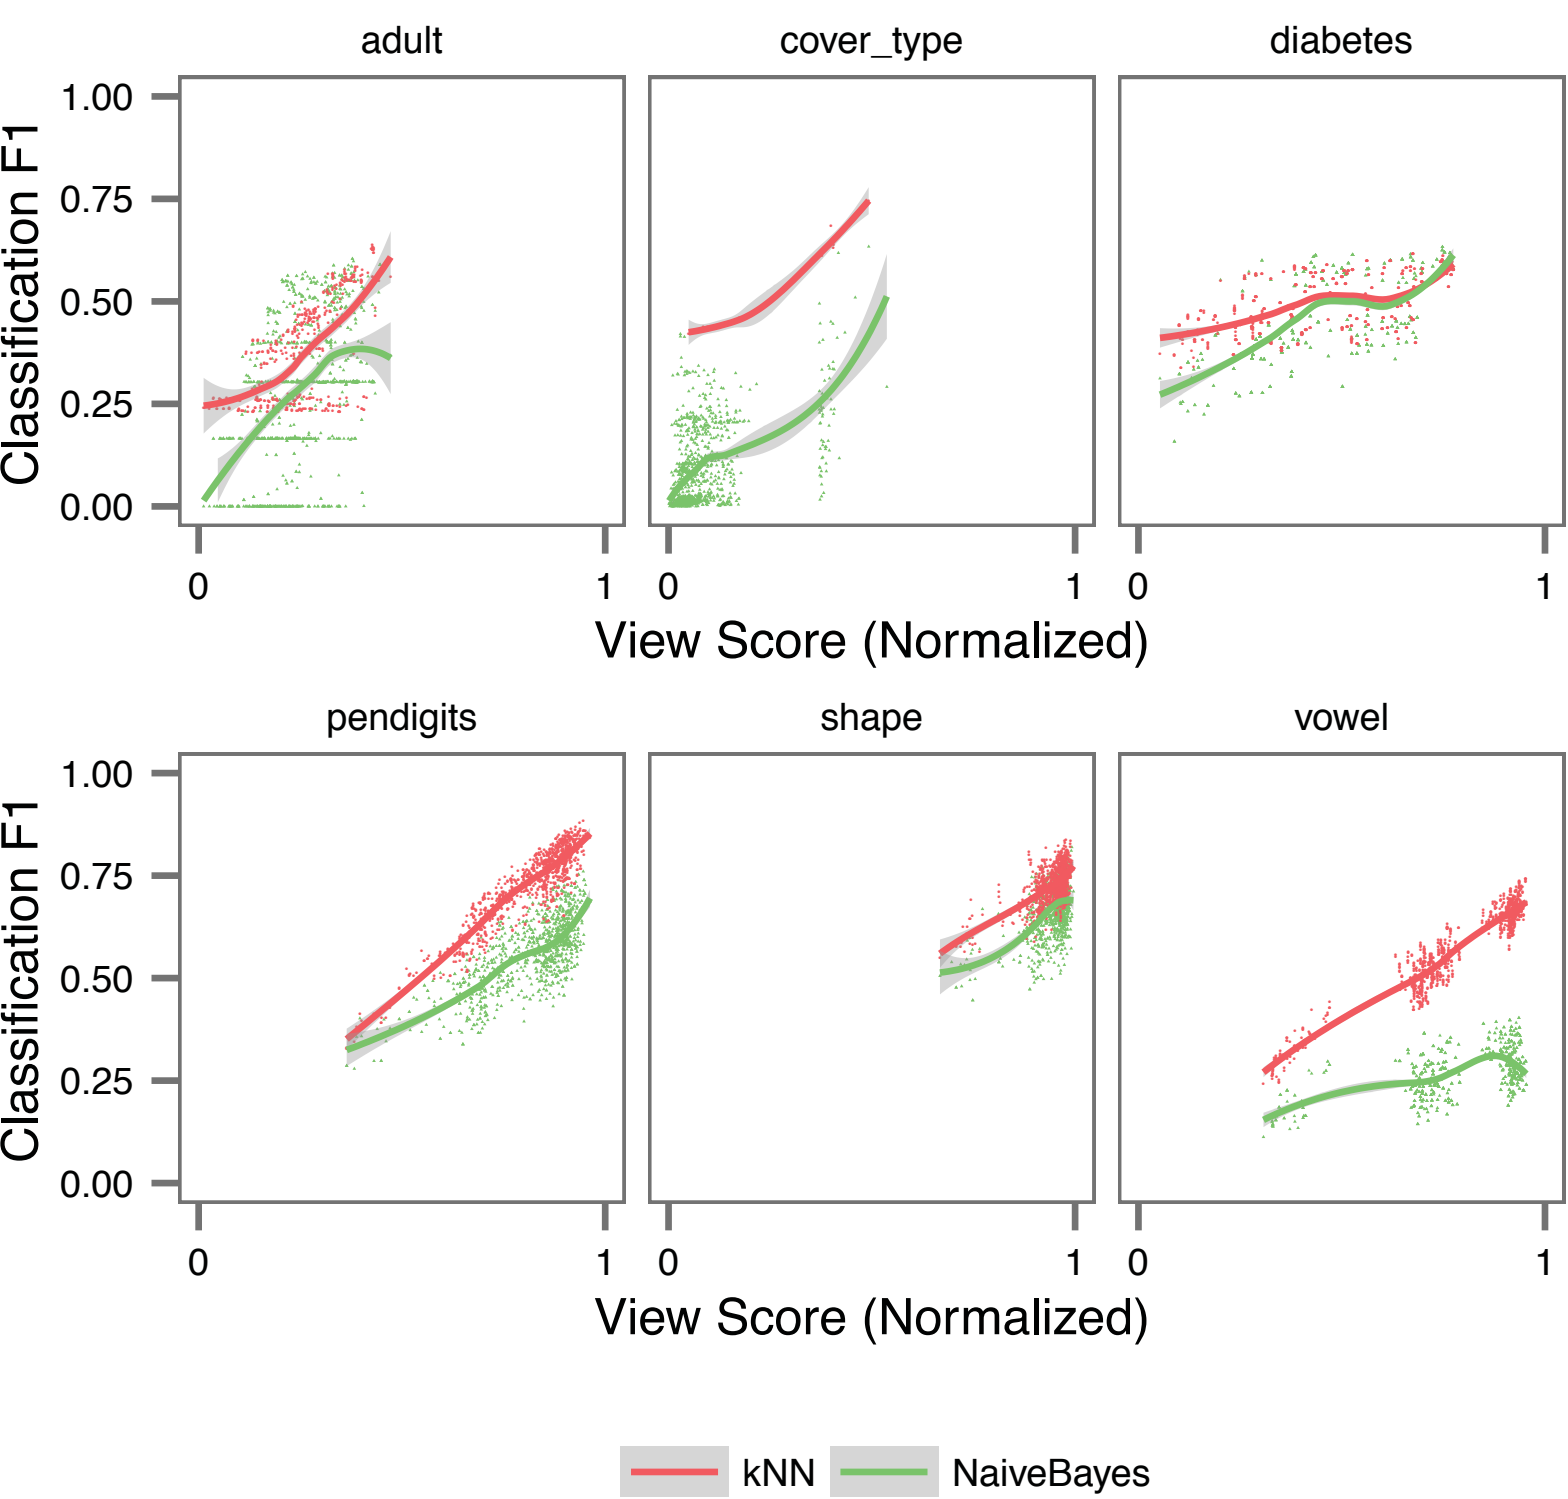 adult cover_type diabetes
Classification F1
1.00
0.75
0.50
0.25
0.00
0 1 0 1 0 1
View Score (Normalized)
pendigits shape vowel
Classification F1
1.00
0.75
0.50
0.25
0.00
0 1 0 1 0 1
View Score (Normalized)
kNN NaiveBayes